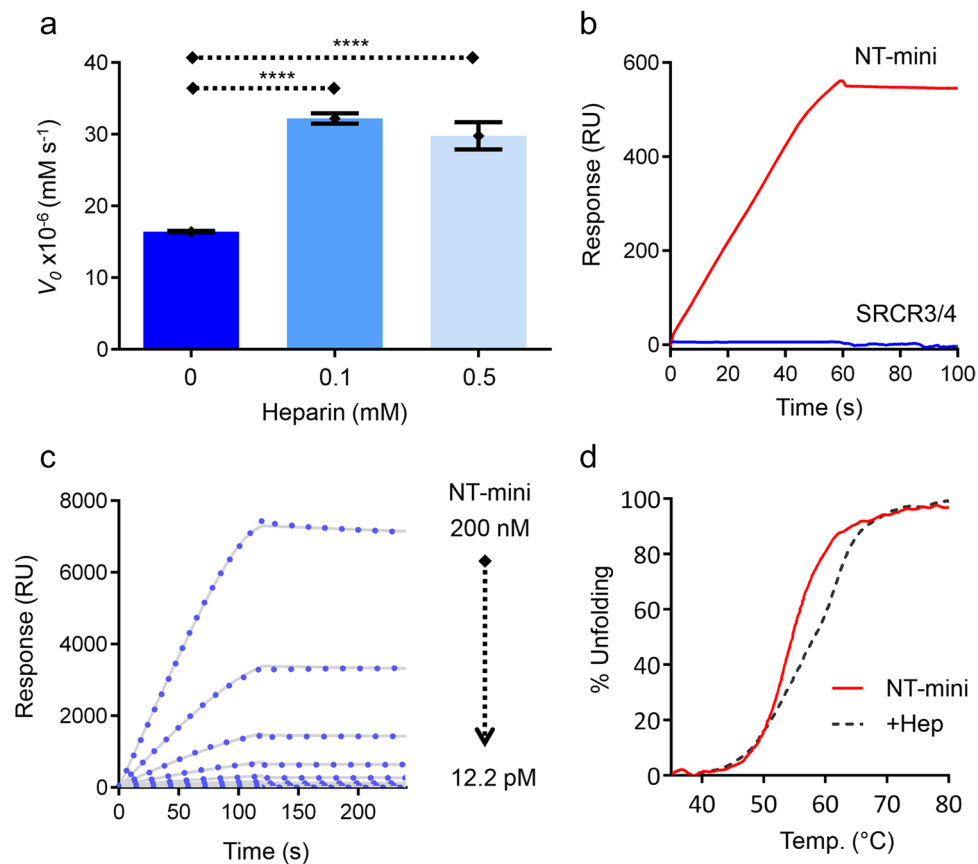 a
****
****
40
30
20
10
0
V0 x10-6 (mM s-1)
0 0.1 0.5
Heparin (mM)
b
NT-mini
600
400
200
0
Response (RU)
SRCR3/4
0 20 40 60 80 100
Time (s)
c
8000
6000
4000
2000
0
Response (RU)
0 50 100 150 200
Time (s)
NT-mini
200 nM
12.2 pM
d
100
80
60
40
20
0
% Unfolding
NT-mini
+Hep
40 50 60 70 80
Temp. (°C)